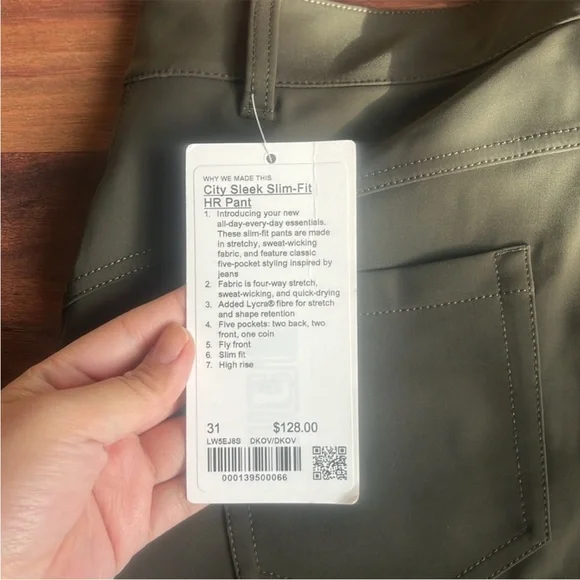 WHY WE MADE THIS
City Sleek Slim-Fit
HR Pant
1. Introducing your new
all-day-every-day essentials.
These slim-fit pants are made
in stretchy, sweat-wicking
fabric, and feature classic
five-pocket styling inspired by
jeans
2. Fabric is four-way stretch,
sweat-wicking, and quick-drying
3. Added Lycra® fibre for stretch
and shape retention
4. Five pockets: two back, two
front, one coin
5. Fly front
6. Slim fit
7. High rise
31 $128.00
LW5EJ8S DKOV/DKOV
000139500066